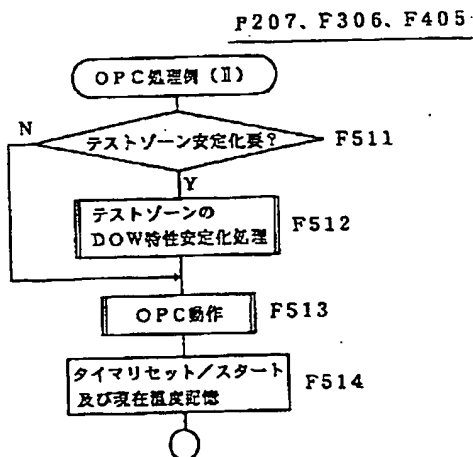 F207、F306、F405
OPC処理例(Ⅱ)
N
テストゾーン安定化要?
F511
Y
テストゾーンの
DOW特性安定化処理
F512
OPC動作
F513
タイマリセット/スタート
及び現在温度記憶
F514